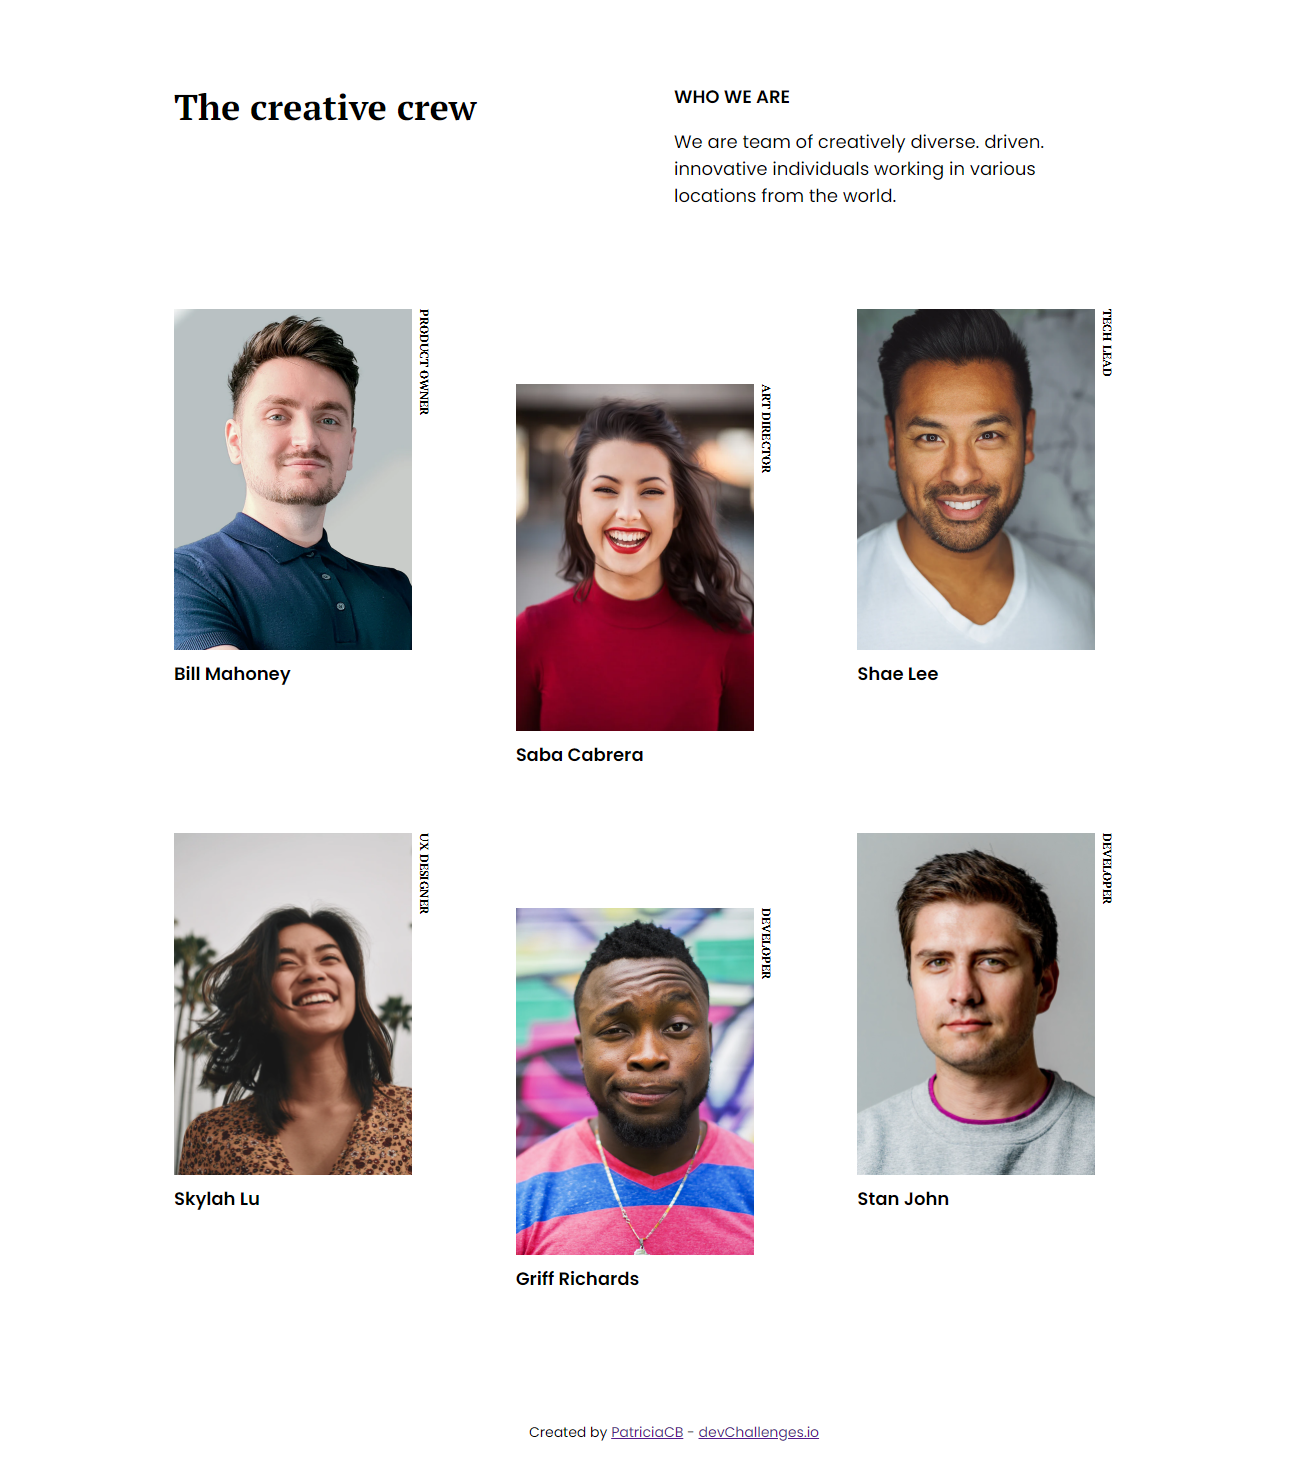 The creative crew
WHO WE ARE
We are team of creatively diverse. driven.
innovative individuals working in various
locations from the world.
PRODUCT OWNER
Bill Mahoney
ART DIRECTOR
Saba Cabrera
TECH LEAD
Shae Lee
UX DESIGNER
Skylah Lu
DEVELOPER
Griff Richards
DEVELOPER
Stan John
Created by PatriciaCB - devChallenges.io